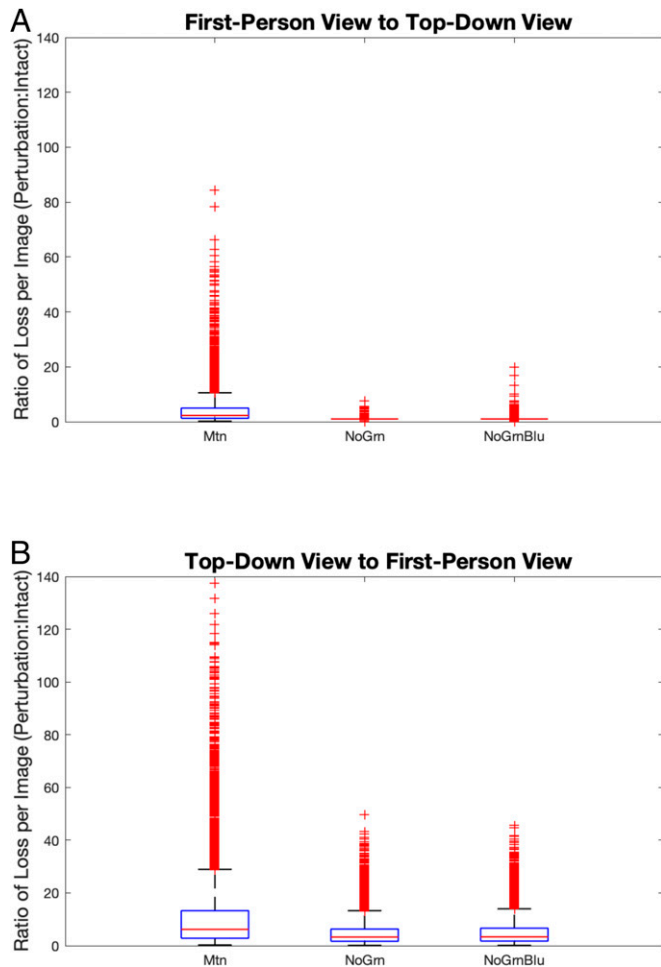 A
First-Person View to Top-Down View
Ratio of Loss per Image (Perturbation:Intact)
140
120
100
80
60
40
20
0
Mtn NoGrn NoGrnBlu
B
Top-Down View to First-Person View
Ratio of Loss per Image (Perturbation:Intact)
140
120
100
80
60
40
20
0
Mtn NoGrn NoGrnBlu